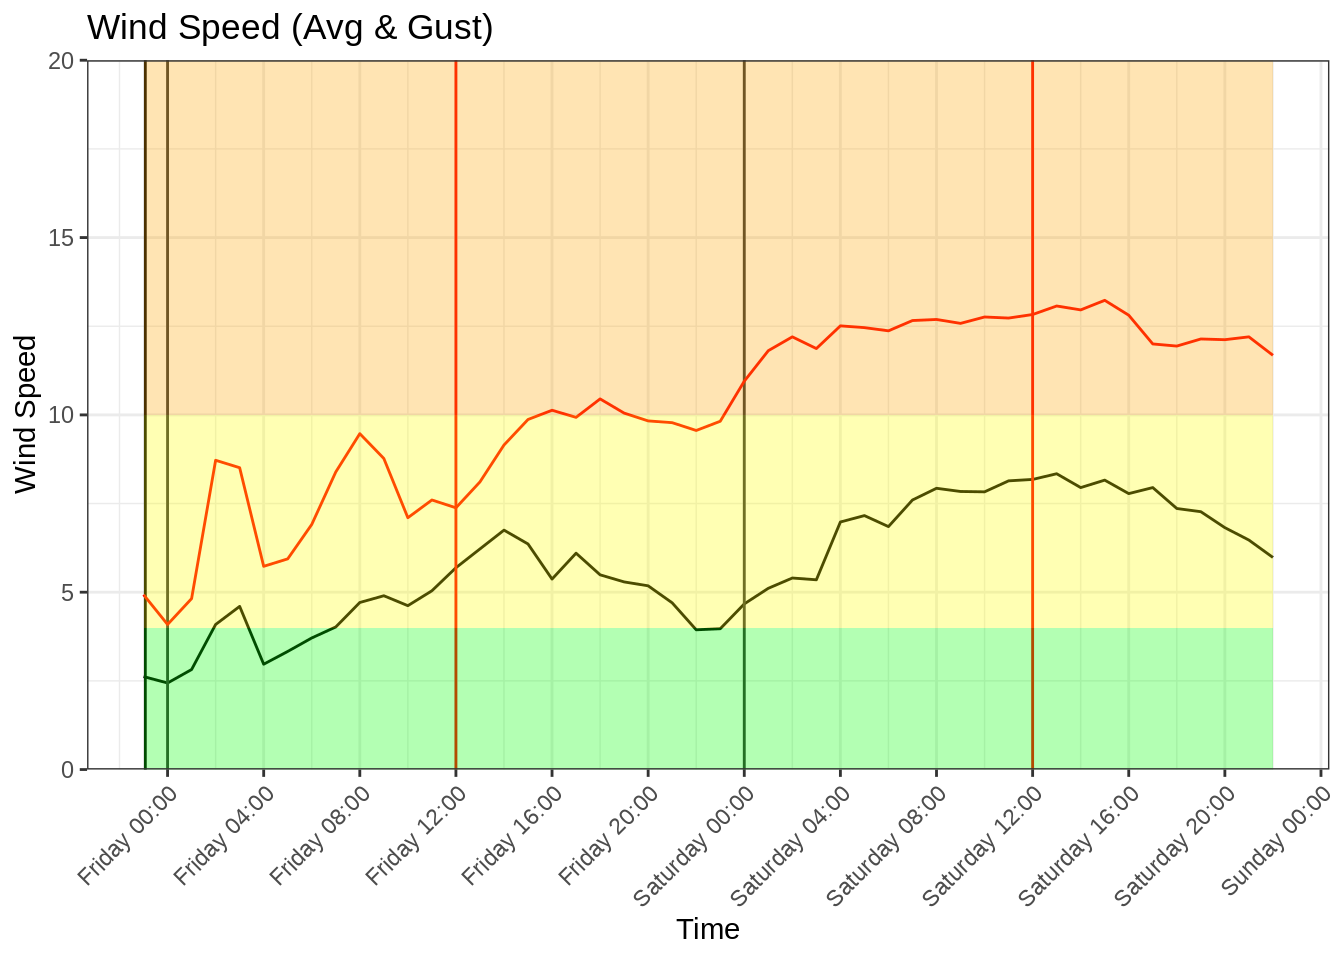 Wind Speed (Avg & Gust)
20
15
10
5
0
Wind Speed
Friday 00:00
Friday 04:00
Friday 08:00
Friday 12:00
Friday 16:00
Friday 20:00
Saturday 00:00
Saturday 04:00
Saturday 08:00
Saturday 12:00
Saturday 16:00
Saturday 20:00
Sunday 00:00
Time